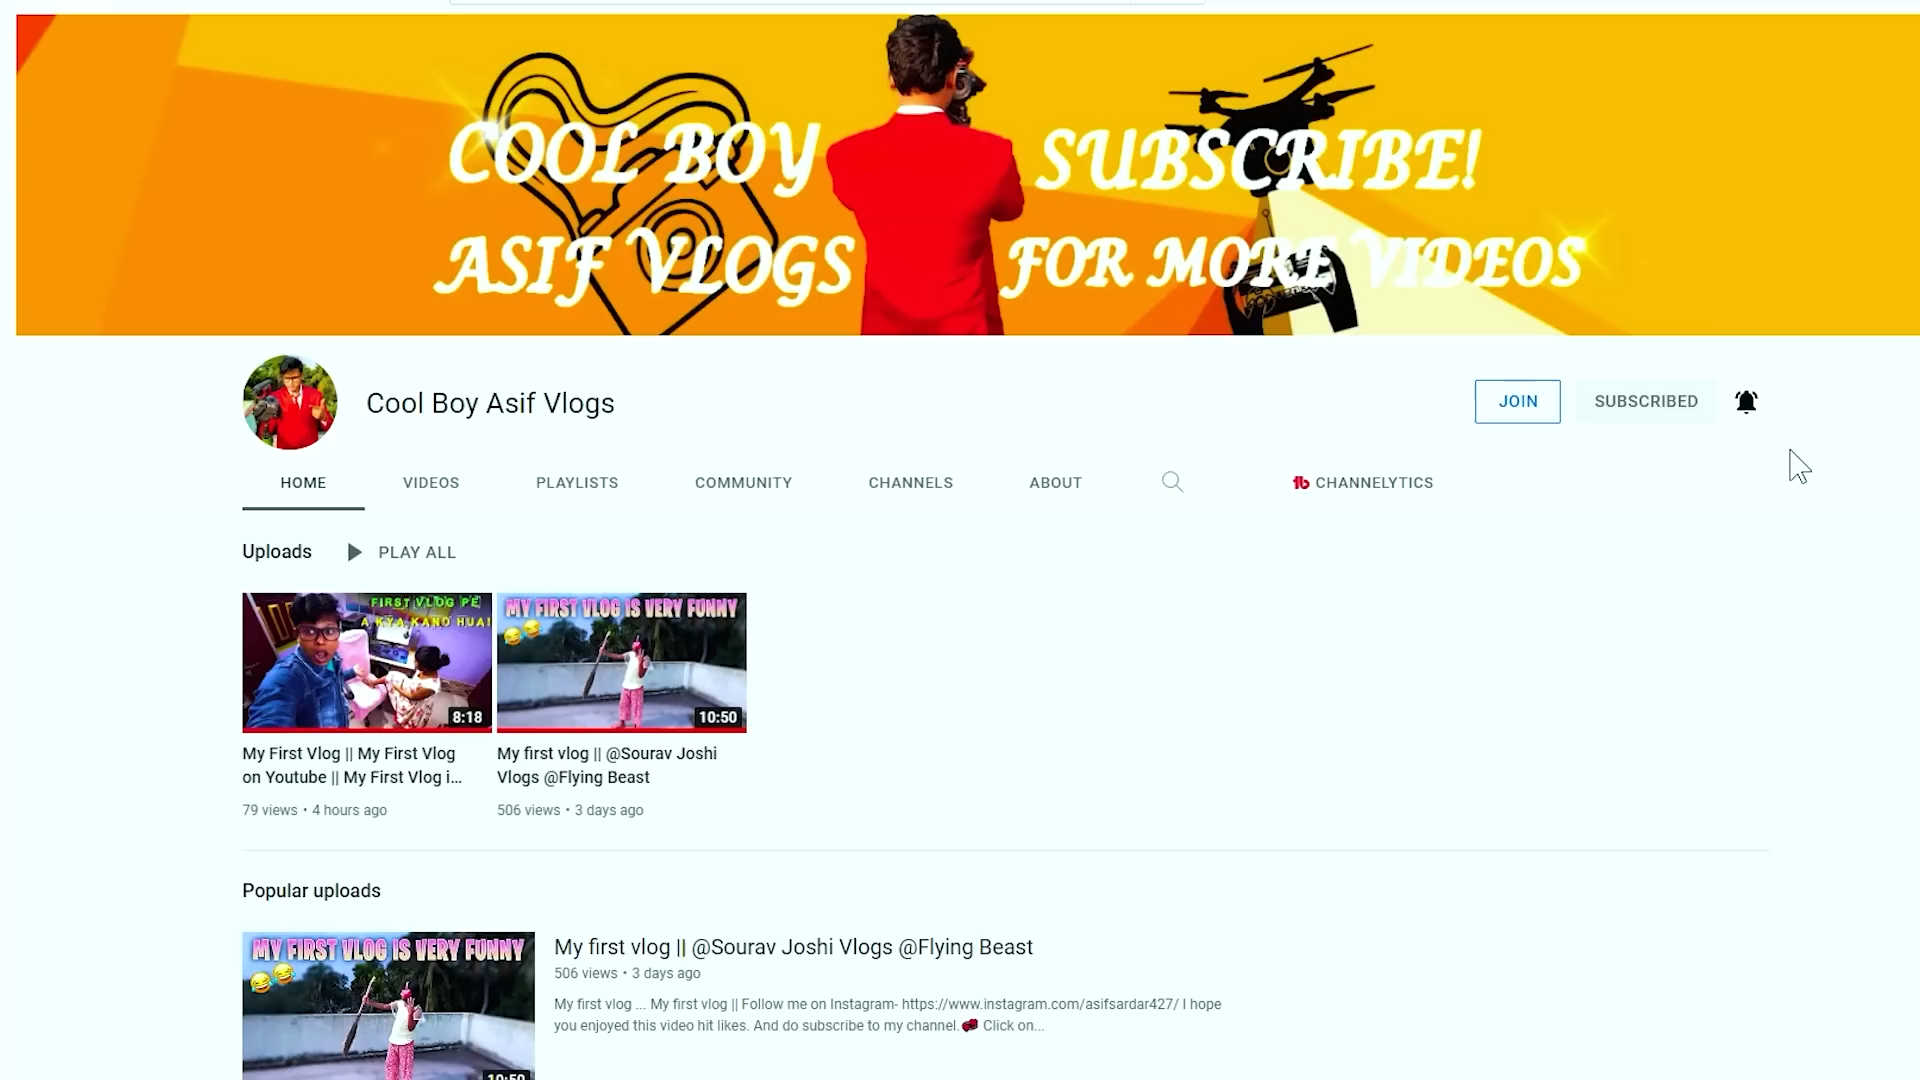 COOL BOY
SUBSCRIBE!
ASIF VLOGS
FOR MORE VIDEOS
Cool Boy Asif Vlogs
JOIN
SUBSCRIBED
HOME
VIDEOS
PLAYLISTS
COMMUNITY
CHANNELS
ABOUT
CHANNELYTICS
Uploads
PLAY ALL
FIRST VLOG PE
A KYA KAND HUA!
8:18
MY FIRST VLOG IS VERY FUNNY
10:50
My First Vlog || My First Vlog
on Youtube || My First Vlog i...
79 views • 4 hours ago
My first vlog || @Sourav Joshi
Vlogs @Flying Beast
506 views • 3 days ago
Popular uploads
MY FIRST VLOG IS VERY FUNNY
10:50
My first vlog || @Sourav Joshi Vlogs @Flying Beast
506 views • 3 days ago
My first vlog ... My first vlog || Follow me on Instagram- https://www.instagram.com/asifsardar427/ I hope
you enjoyed this video hit likes. And do subscribe to my channel. Click on...